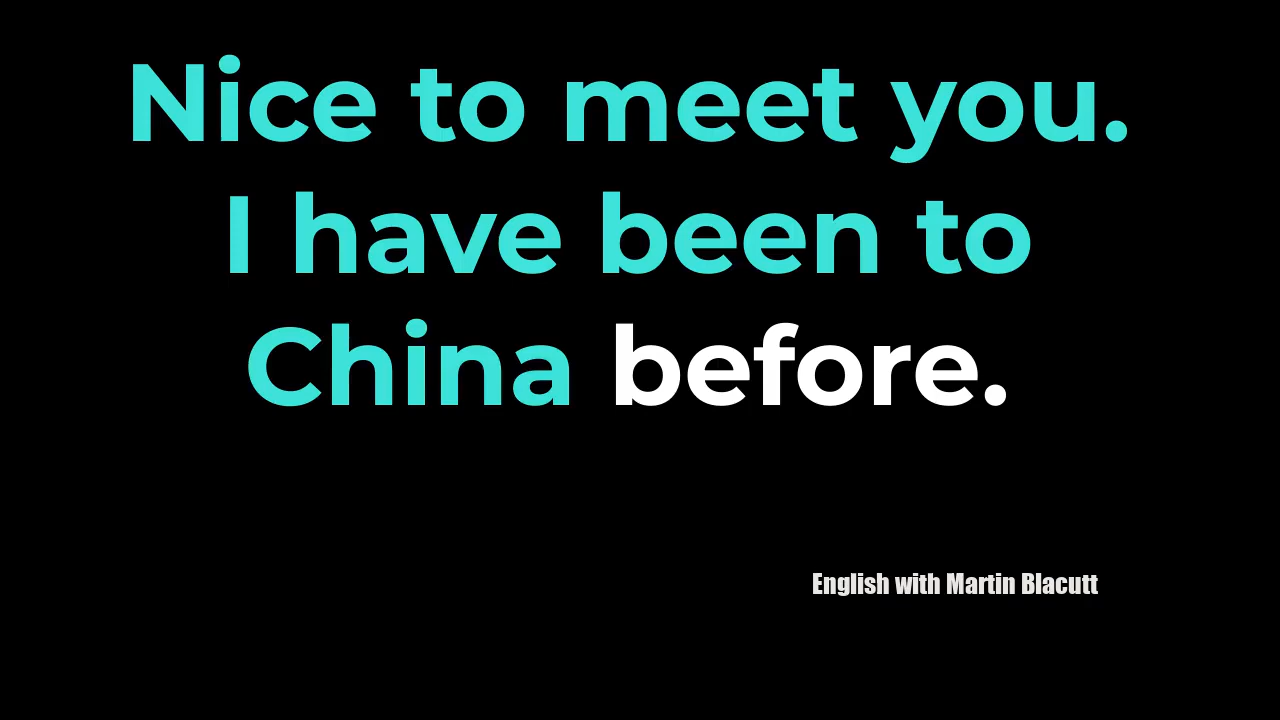 Nice to meet you.
I have been to
China before.
English with Martin Blacutt